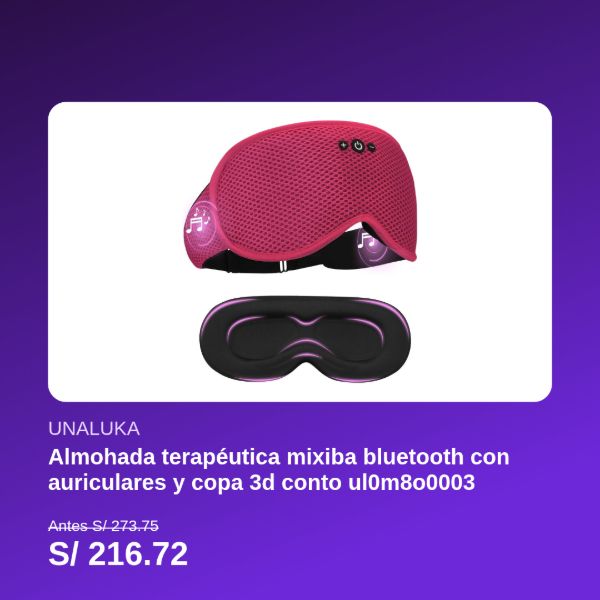 UNALUKA
Almohada terapéutica mixiba bluetooth con
auriculares y copa 3d conto ul0m8o0003
Antes S/ 273.75
S/ 216.72